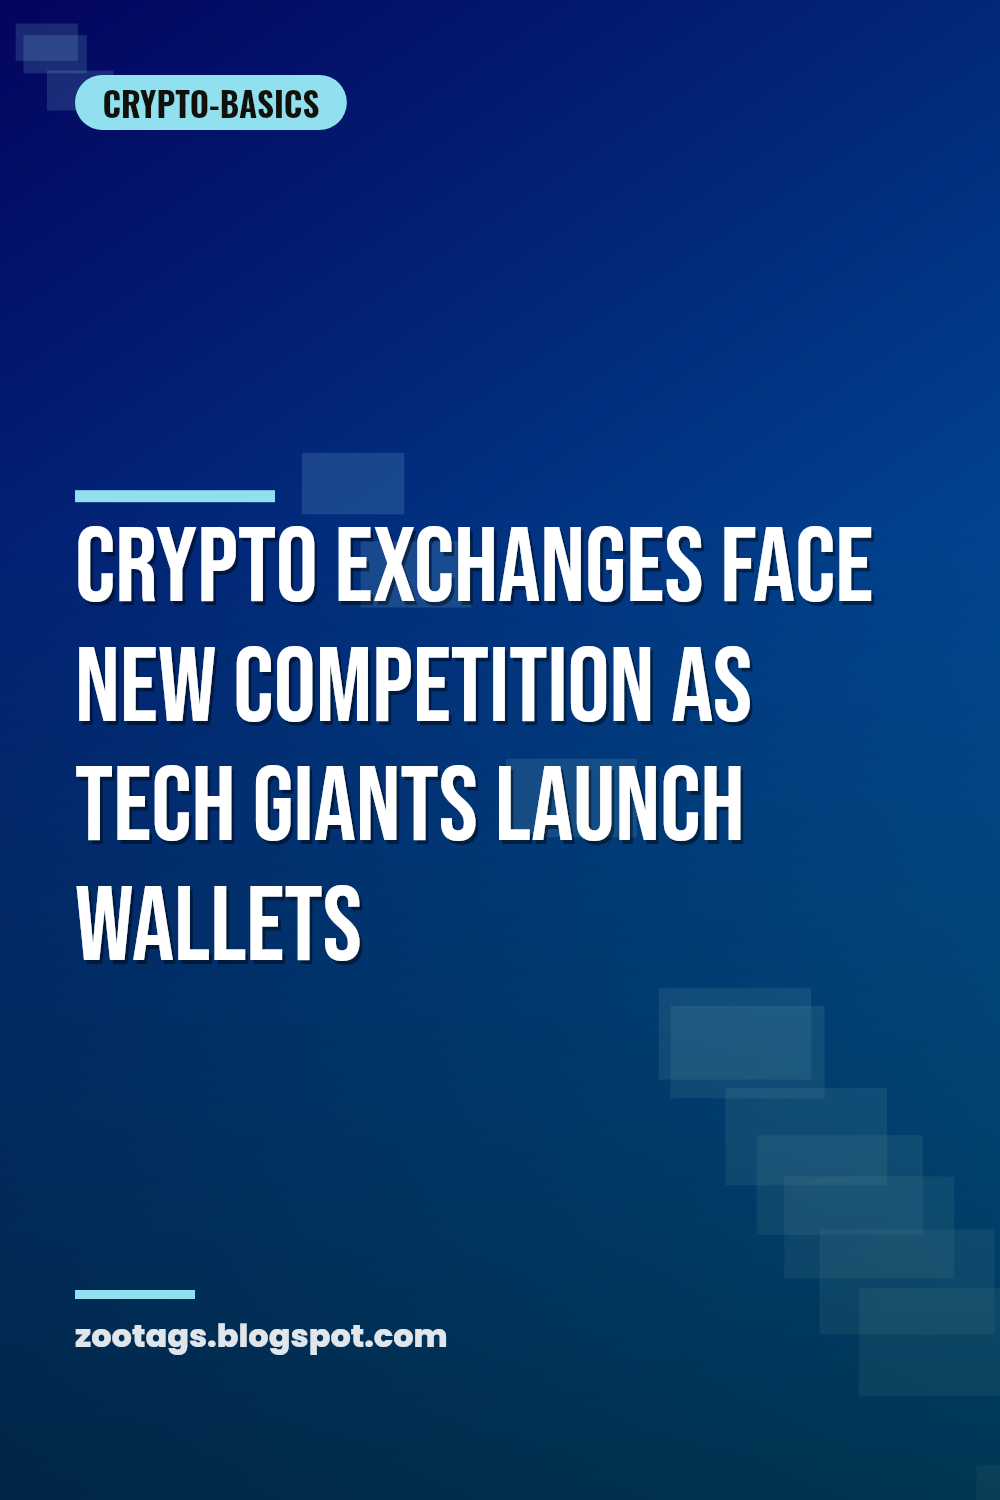 CRYPTO-BASICS
CRYPTO EXCHANGES FACE
NEW COMPETITION AS
TECH GIANTS LAUNCH
WALLETS
zootags.blogspot.com